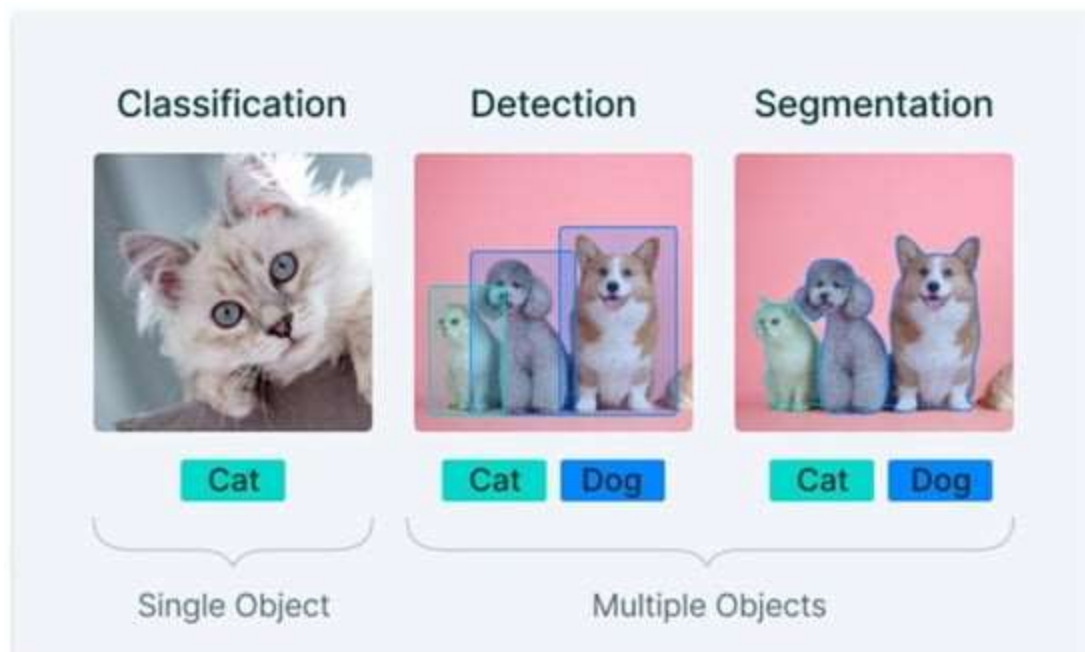 Classification Detection Segmentation
Cat Cat Dog Cat Dog
Single Object Multiple Objects